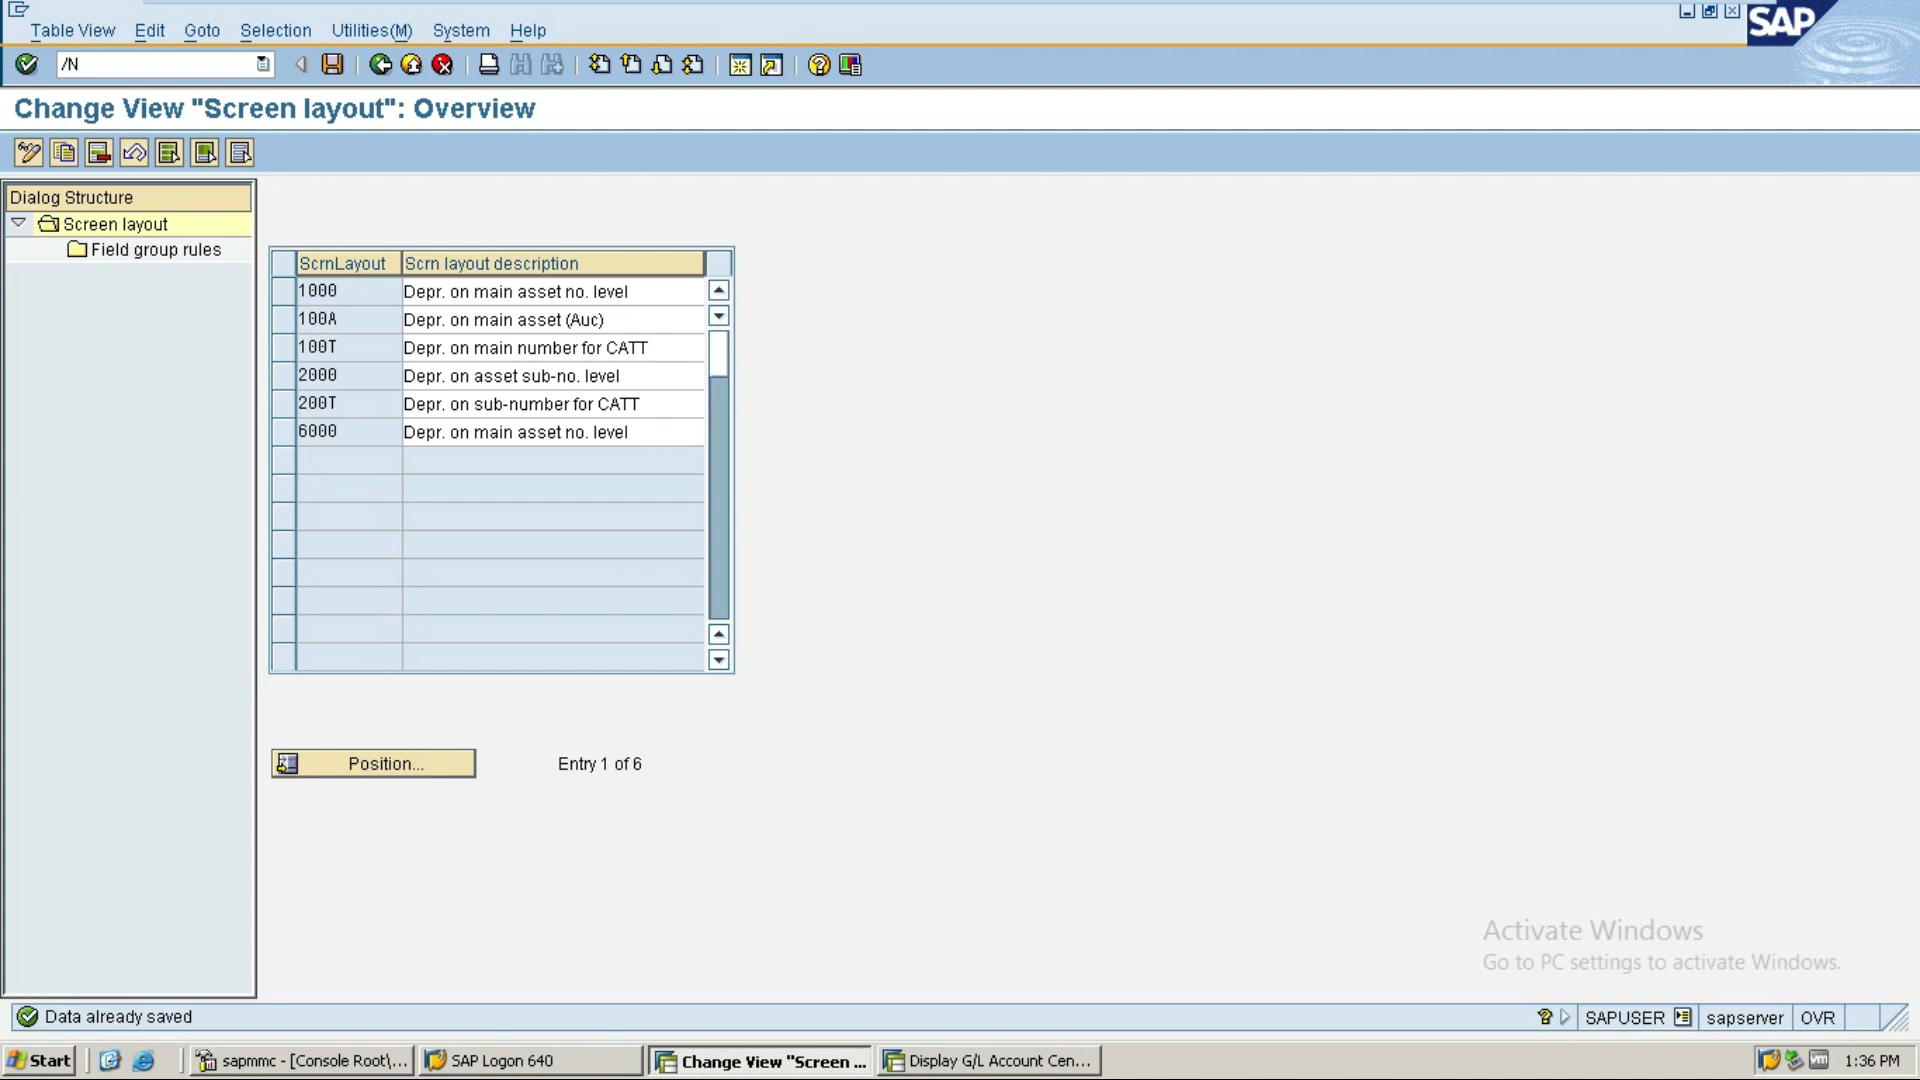 Table View Edit Goto Selection Utilities(M) System Help
SAP
/N
Change View "Screen layout": Overview
Dialog Structure
Screen layout
Field group rules
ScrnLayout Scrn layout description
1000 Depr. on main asset no. level
100A Depr. on main asset (Auc)
100T Depr. on main number for CATT
2000 Depr. on asset sub-no. level
200T Depr. on sub-number for CATT
6000 Depr. on main asset no. level
Position... Entry 1 of 6
Activate Windows
Go to PC settings to activate Windows.
Data already saved SAPUSER sapserver OVR
Start sapmmc - [Console Root\... SAP Logon 640 Change View "Screen ... Display G/L Account Cen... 1:36 PM